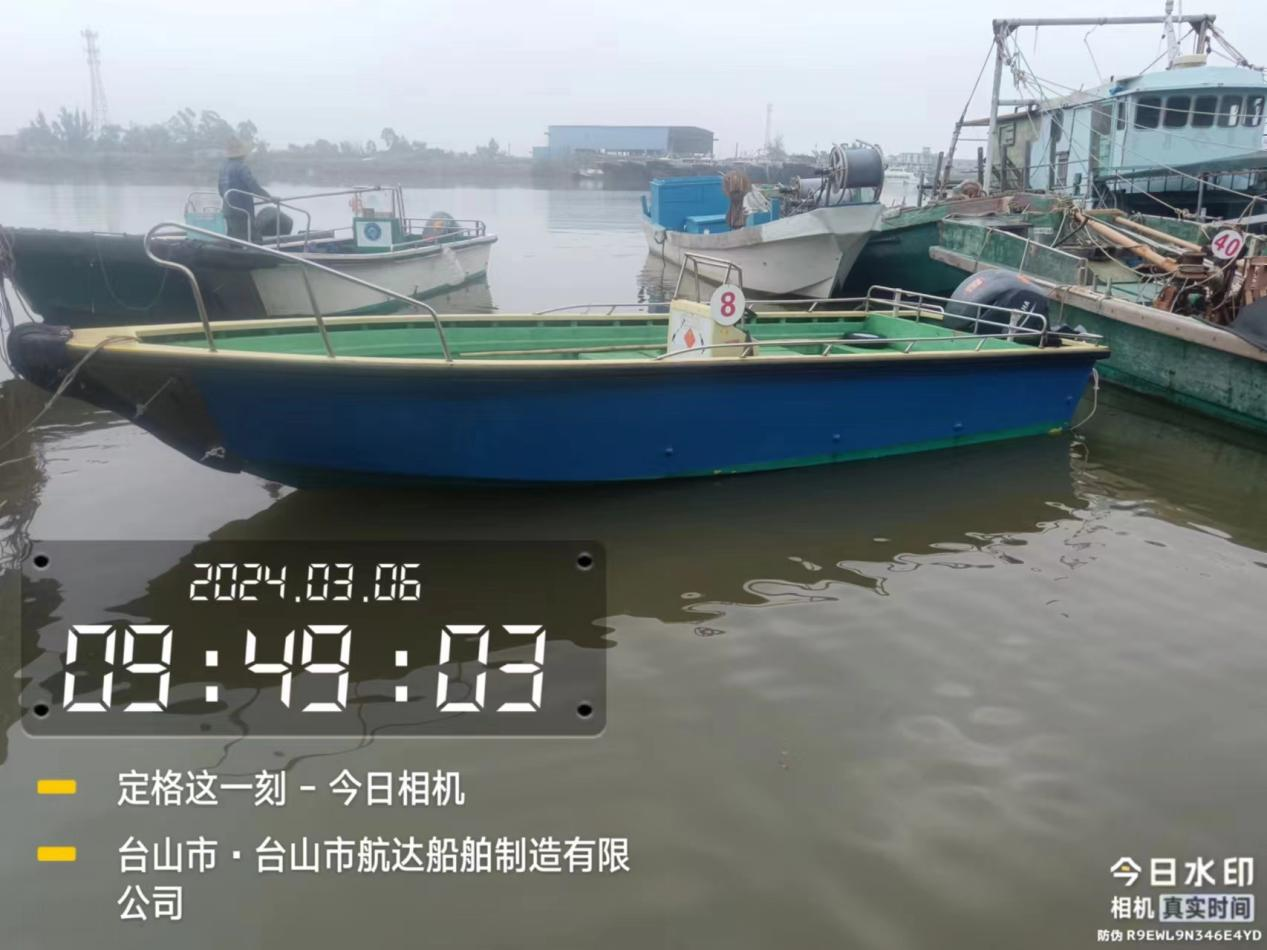 40
8
2024.03.06
09:49:03
定格这一刻 - 今日相机
台山市·台山市航达船舶制造有限
公司
今日水印
相机 真实时间
防伪 R9EWL9N346E4YD